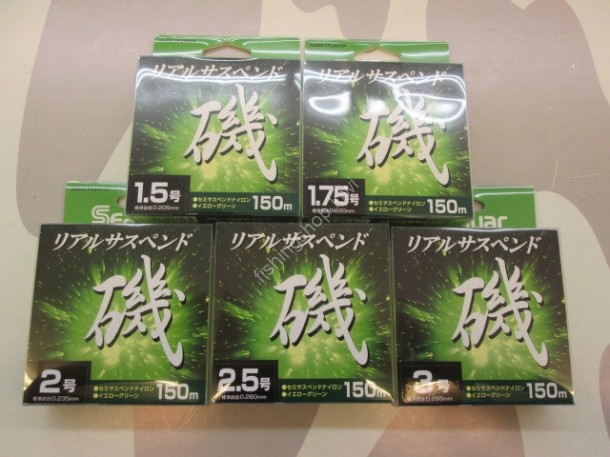 リアルサスペンド
磯
1.5号
標準直径0.205mm
●セミサスペンドナイロン
●イエローグリーン
150m
リアルサスペンド
磯
1.75号
●セミサスペンドナイロン
●イエローグリーン
150m
リアルサスペンド
磯
2号
標準直径0.235mm
●セミサスペンドナイロン
●イエローグリーン
150m
リアルサスペンド
磯
2.5号
標準直径0.260mm
●セミサスペンドナイロン
●イエローグリーン
150m
リアルサスペンド
磯
3号
標準直径0.285mm
●セミサスペンドナイロン
●イエローグリーン
150m